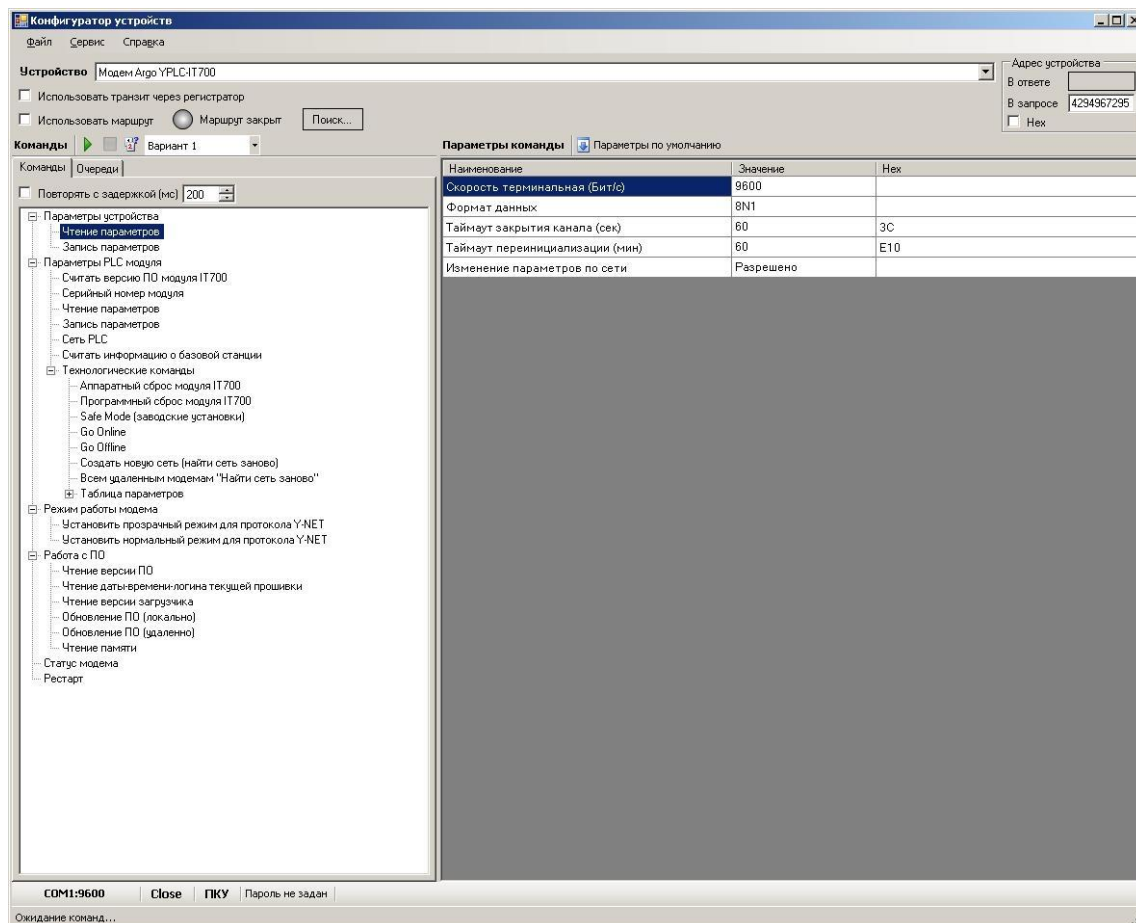 Конфигуратор устройств
Файл Сервис Справка
Устройство Модем Argo YPLC-IT700
Адрес устройства
В ответе
Использовать транзит через регистратор
В запросе 4294967295
Использовать маршрут Маршрут закрыт Поиск...
Hex
Команды Вариант 1
Параметры команды Параметры по умолчанию
Команды Очереди
Наименование Значение Hex
Повторять с задержкой (мс) 200
Скорость терминальная (Бит/с) 9600
Формат данных 8N1
Таймаут закрытия канала (сек) 60 3C
Таймаут переинициализации (мин) 60 E10
Изменение параметров по сети Разрешено
Параметры устройства
Чтение параметров
Запись параметров
Параметры PLC модуля
Считать версию ПО модуля IT700
Серийный номер модуля
Чтение параметров
Запись параметров
Сеть PLC
Считать информацию о базовой станции
Технологические команды
Аппаратный сброс модуля IT700
Программный сброс модуля IT700
Safe Mode (заводские установки)
Go Online
Go Offline
Создать новую сеть (найти сеть заново)
Всем удаленным модемам "Найти сеть заново"
Таблица параметров
Режим работы модема
Установить прозрачный режим для протокола Y-NET
Установить нормальный режим для протокола Y-NET
Работа с ПО
Чтение версии ПО
Чтение даты-времени-логина текущей прошивки
Чтение версии загрузчика
Обновление ПО (локально)
Обновление ПО (удаленно)
Чтение памяти
Статус модема
Рестарт
COM1:9600 Close ПКУ Пароль не задан
Ожидание команд...